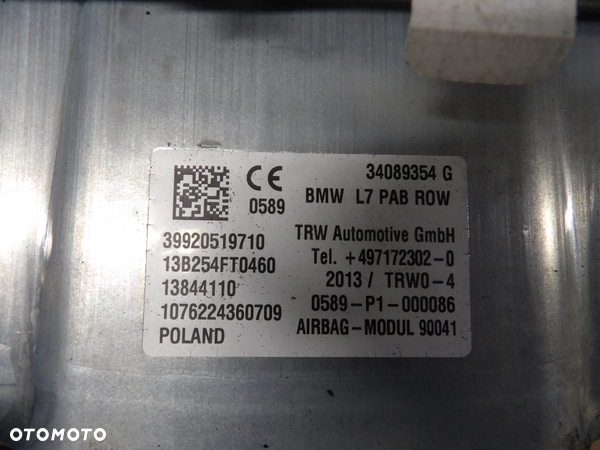 CE
0589
34089354 G
BMW L7 PAB ROW
39920519710
13B254FT0460
13844110
1076224360709
POLAND
TRW Automotive GmbH
Tel. +497172302-0
2013/ TRW0-4
0589-P1-000086
AIRBAG-MODUL 90041
OTOMOTO